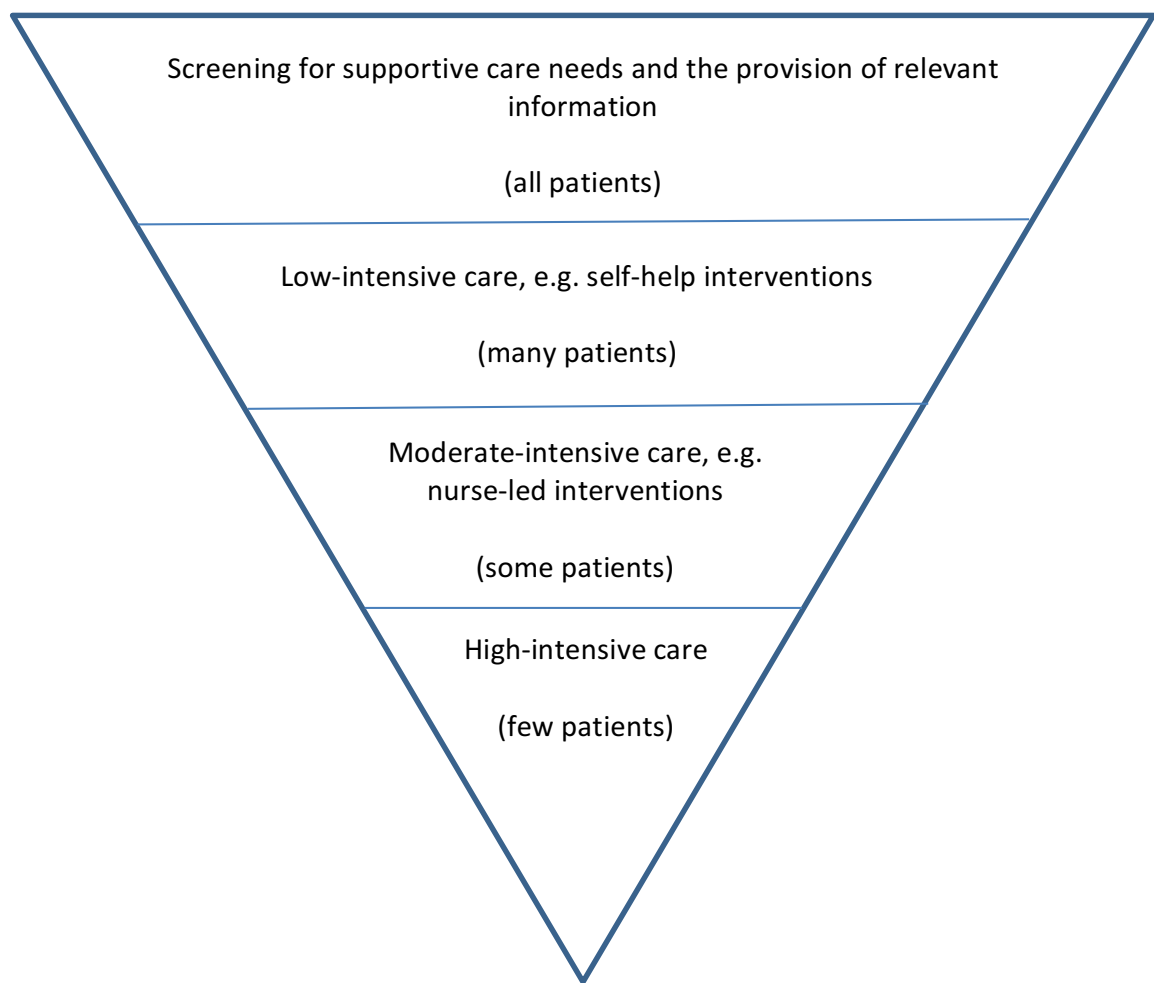 Screening for supportive care needs and the provision of relevant
information
(all patients)
Low-intensive care, e.g. self-help interventions
(many patients)
Moderate-intensive care, e.g.
nurse-led interventions
(some patients)
High-intensive care
(few patients)